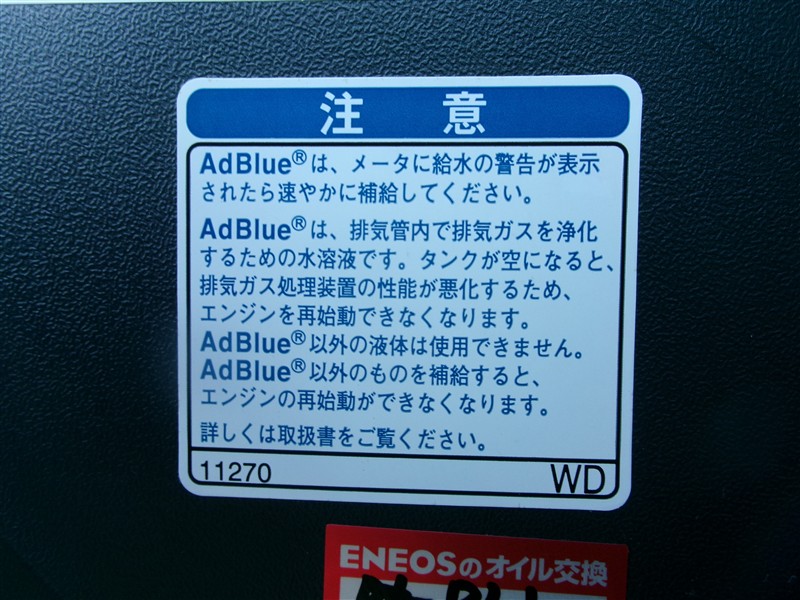 注意
AdBlue®は、メータに給水の警告が表示
されたら速やかに補給してください。
AdBlue®は、排気管内で排気ガスを浄化
するための水溶液です。タンクが空になると、
排気ガス処理装置の性能が悪化するため、
エンジンを再始動できなくなります。
AdBlue®以外の液体は使用できません。
AdBlue®以外のものを補給すると、
エンジンの再始動ができなくなります。
詳しくは取扱書をご覧ください。
11270 WD
ENEOSのオイル交換